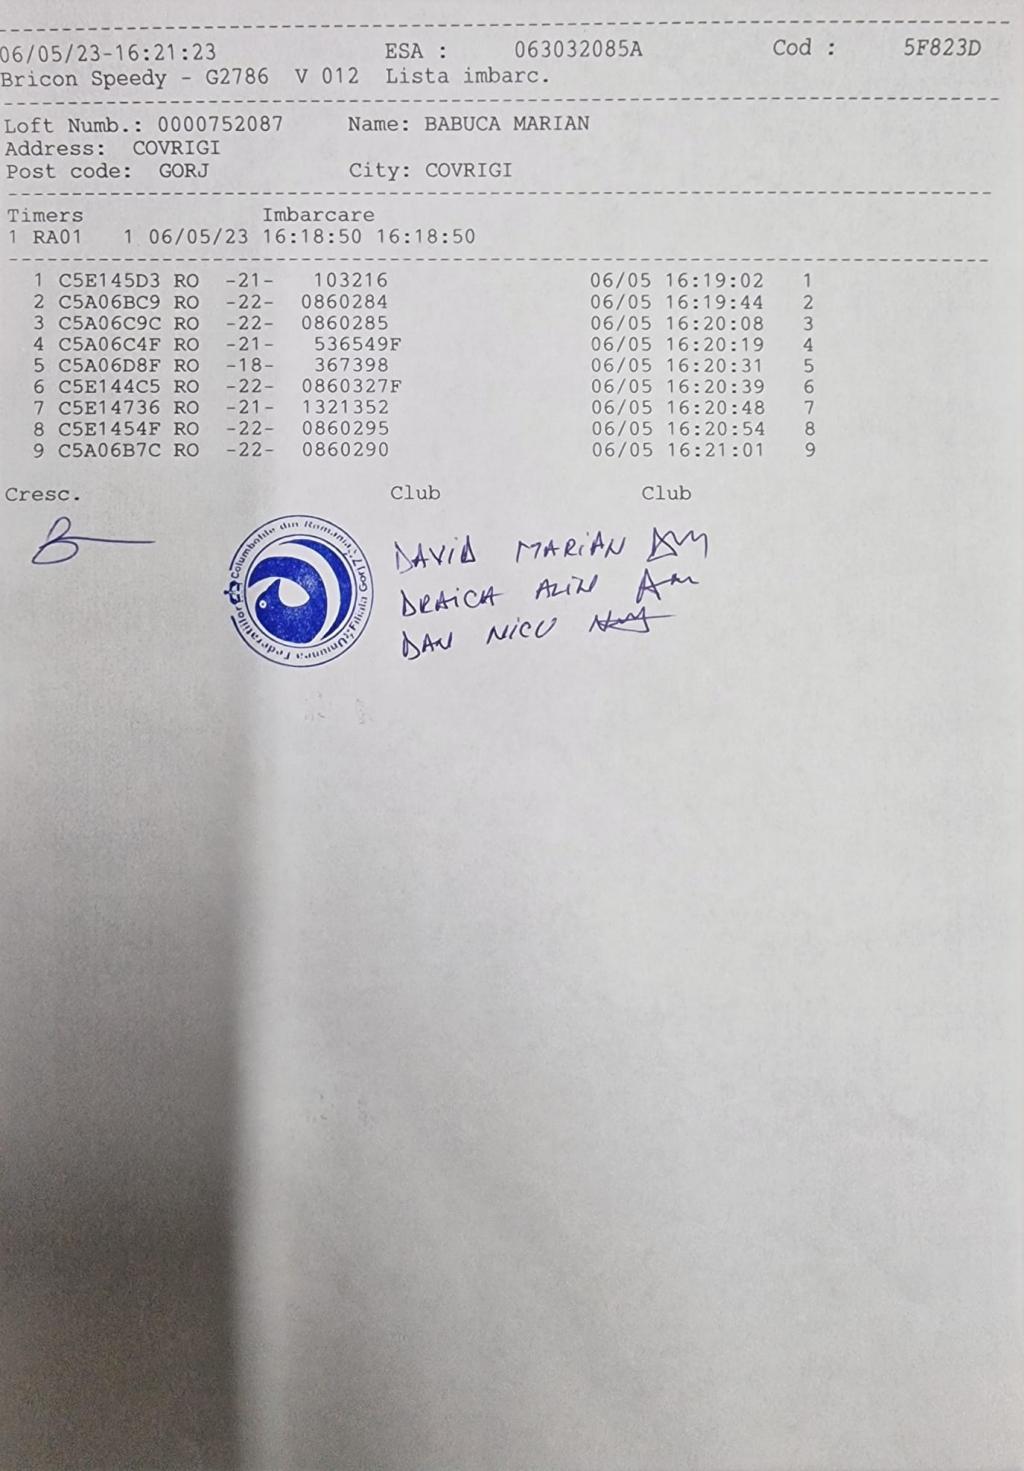 06/05/23-16:21:23 ESA : 063032085A Cod : 5F823D
Bricon Speedy - G2786 V 012 Lista imbarc.
Loft Numb.: 0000752087 Name: BABUCA MARIAN
Address: COVRIGI
Post code: GORJ City: COVRIGI
Timers Imbarcare
1 RA01 1 06/05/23 16:18:50 16:18:50
1 C5E145D3 RO -21- 103216 06/05 16:19:02 1
2 C5A06BC9 RO -22- 0860284 06/05 16:19:44 2
3 C5A06C9C RO -22- 0860285 06/05 16:20:08 3
4 C5A06C4F RO -21- 536549F 06/05 16:20:19 4
5 C5A06D8F RO -18- 367398 06/05 16:20:31 5
6 C5E144C5 RO -22- 0860327F 06/05 16:20:39 6
7 C5E14736 RO -21- 1321352 06/05 16:20:48 7
8 C5E1454F RO -22- 0860295 06/05 16:20:54 8
9 C5A06B7C RO -22- 0860290 06/05 16:21:01 9
Cresc. Club Club
Uniunea Federatiilor Columbofile din Romania Filiala Gorj
DAVID MARIAN
DRAICA ALIN
DAN NICU